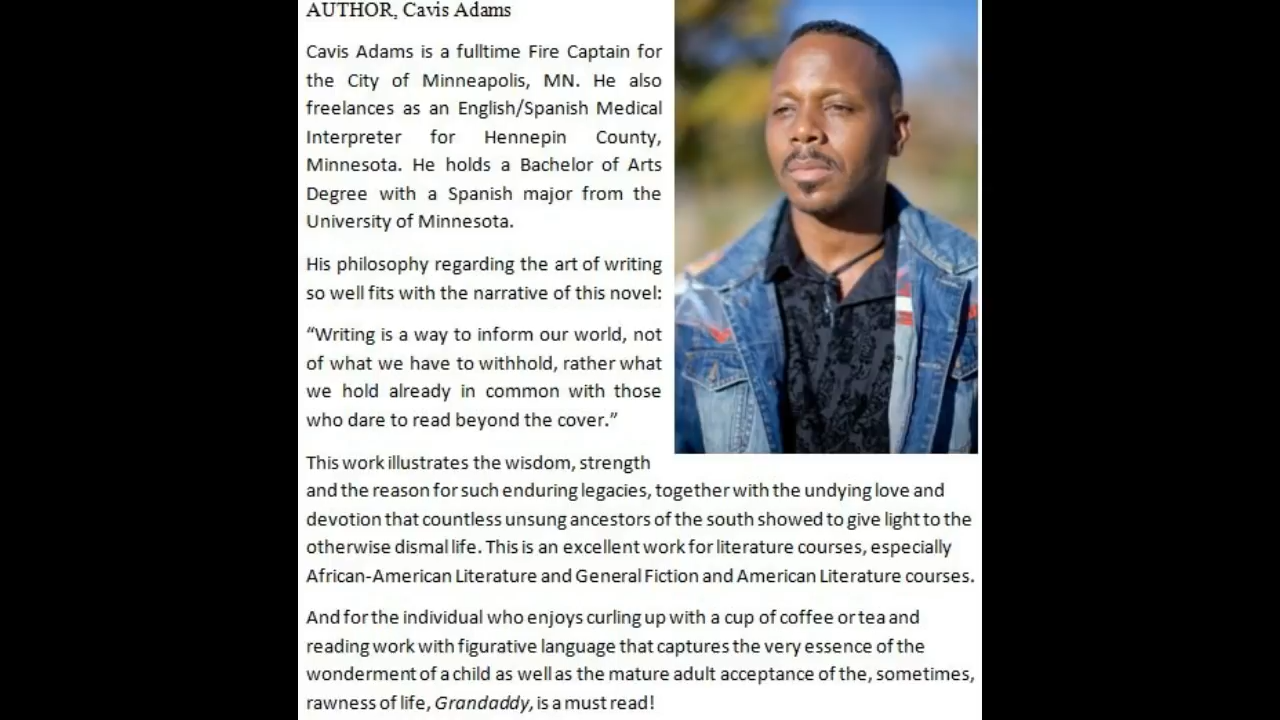 AUTHOR, Cavis Adams
Cavis Adams is a fulltime Fire Captain for
the City of Minneapolis, MN. He also
freelances as an English/Spanish Medical
Interpreter for Hennepin County,
Minnesota. He holds a Bachelor of Arts
Degree with a Spanish major from the
University of Minnesota.
His philosophy regarding the art of writing
so well fits with the narrative of this novel:
“Writing is a way to inform our world, not
of what we have to withhold, rather what
we hold already in common with those
who dare to read beyond the cover.”
This work illustrates the wisdom, strength
and the reason for such enduring legacies, together with the undying love and
devotion that countless unsung ancestors of the south showed to give light to the
otherwise dismal life. This is an excellent work for literature courses, especially
African-American Literature and General Fiction and American Literature courses.
And for the individual who enjoys curling up with a cup of coffee or tea and
reading work with figurative language that captures the very essence of the
wonderment of a child as well as the mature adult acceptance of the, sometimes,
rawness of life, Grandaddy, is a must read!